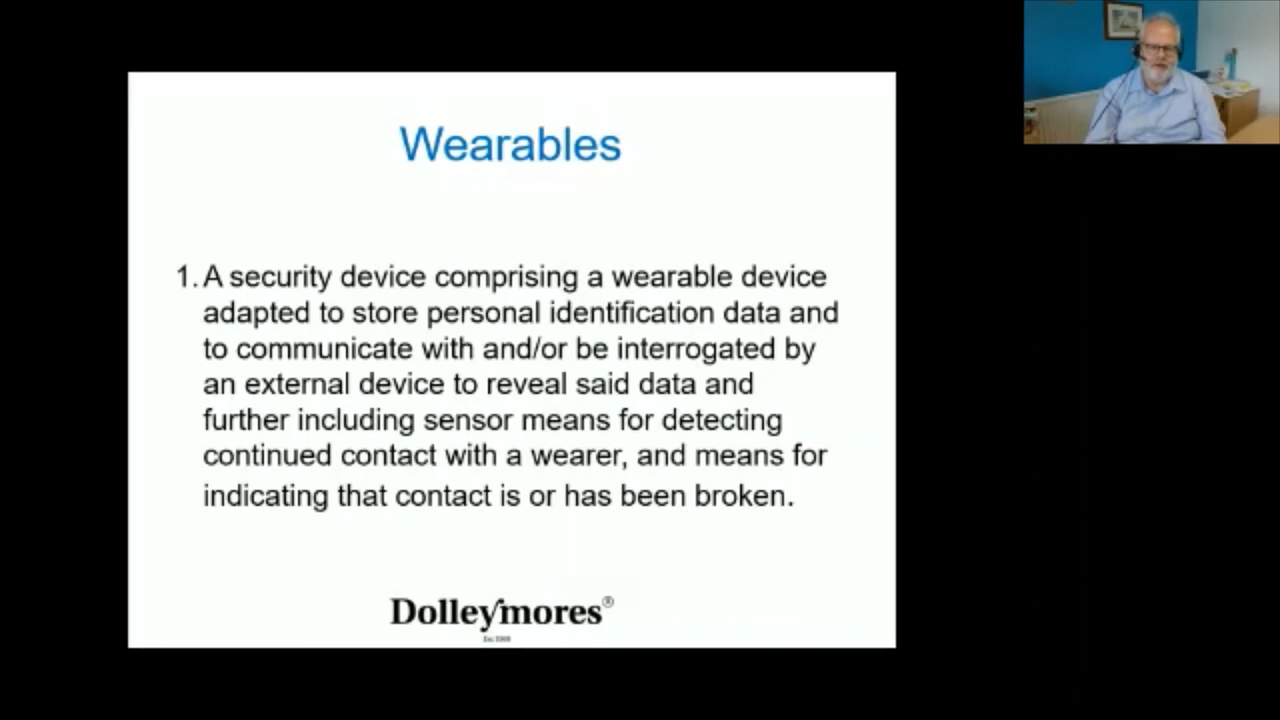 Wearables
1. A security device comprising a wearable device
adapted to store personal identification data and
to communicate with and/or be interrogated by
an external device to reveal said data and
further including sensor means for detecting
continued contact with a wearer, and means for
indicating that contact is or has been broken.
Dolleymores®